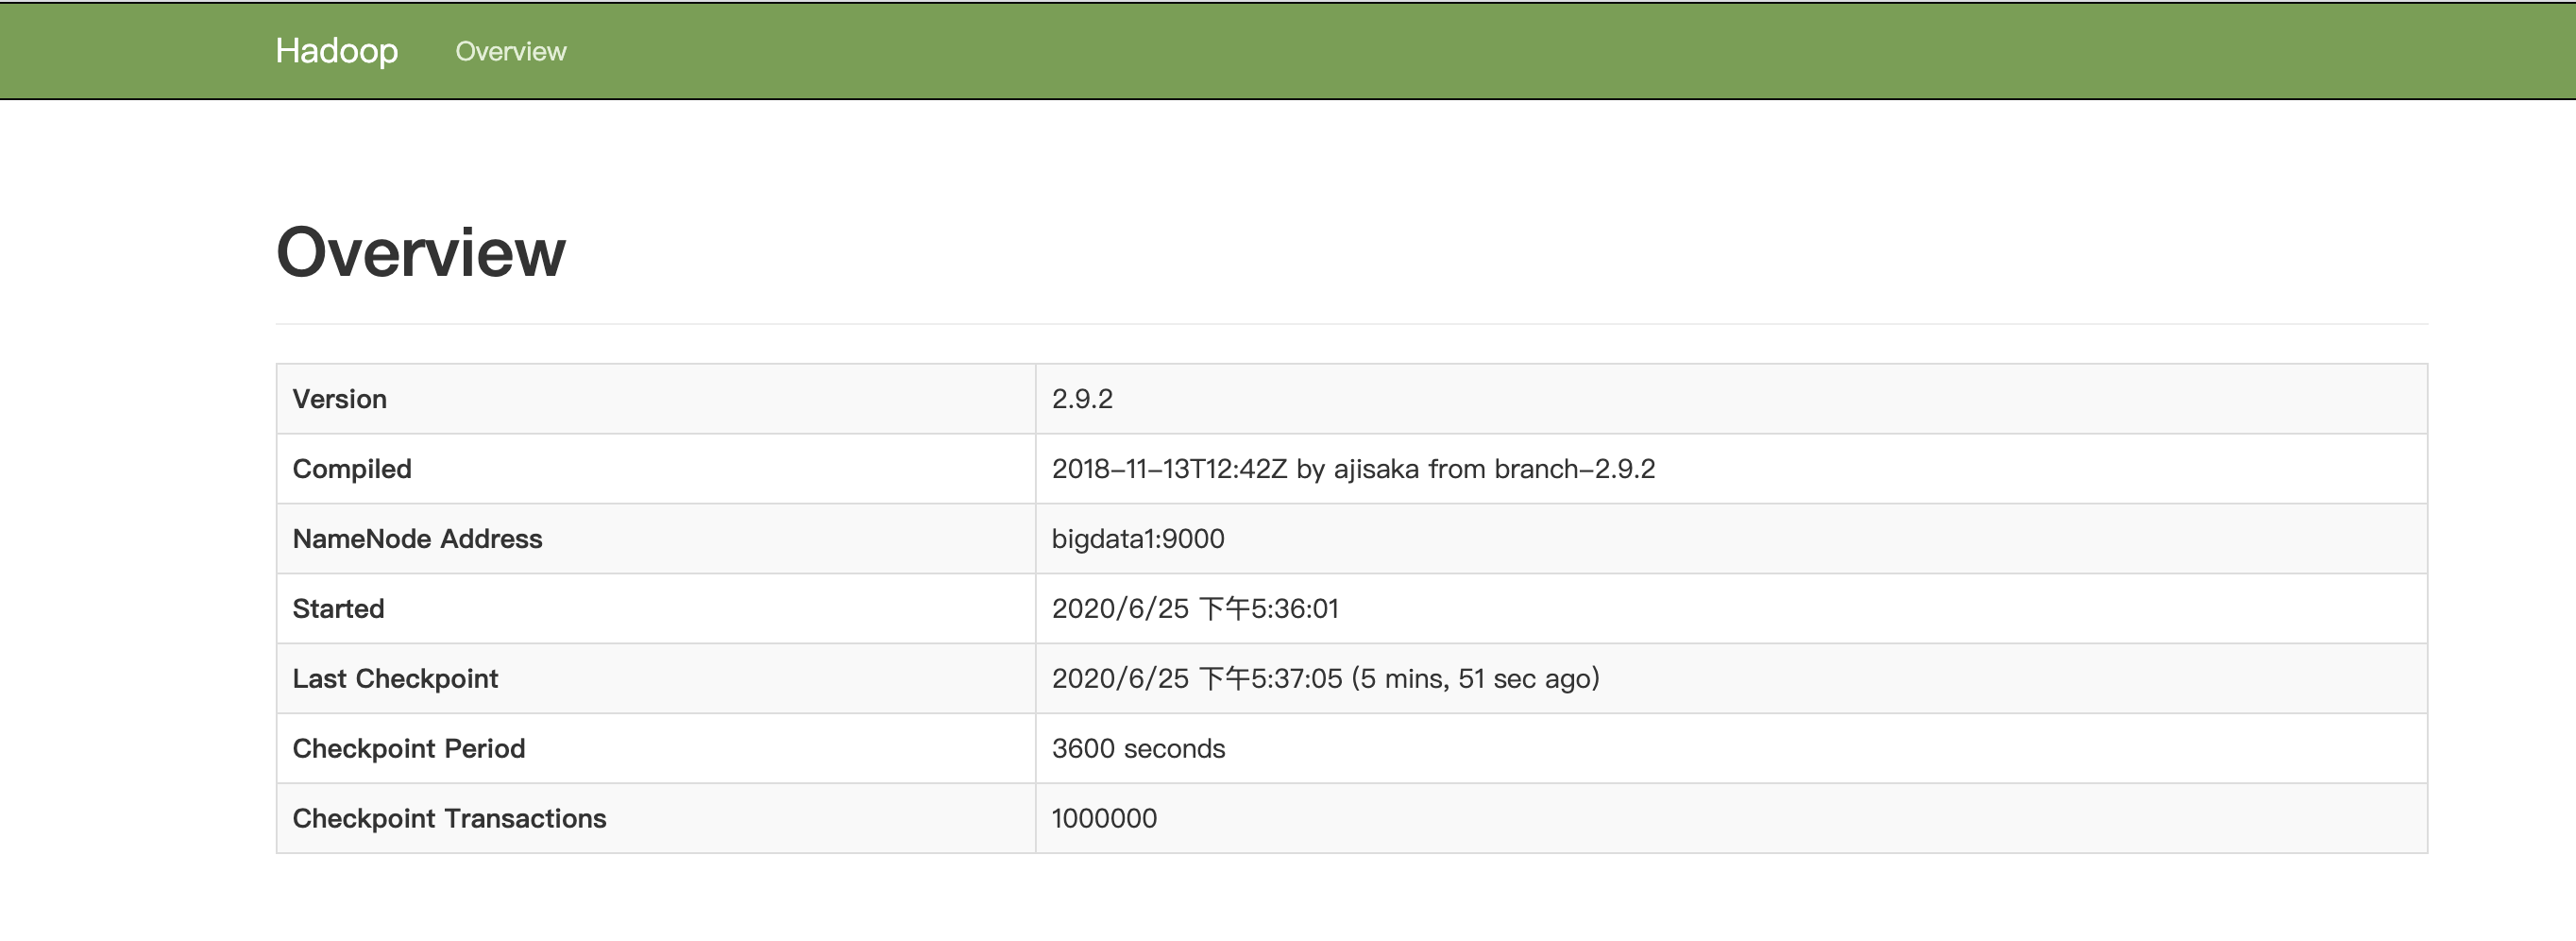 Hadoop Overview
Overview
Version 2.9.2
Compiled 2018-11-13T12:42Z by ajisaka from branch-2.9.2
NameNode Address bigdata1:9000
Started 2020/6/25 下午5:36:01
Last Checkpoint 2020/6/25 下午5:37:05 (5 mins, 51 sec ago)
Checkpoint Period 3600 seconds
Checkpoint Transactions 1000000